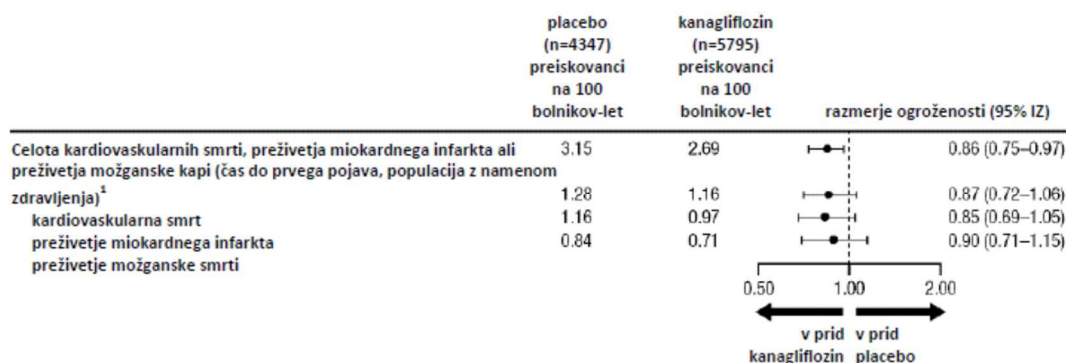 placebo kanagliflozin
(n=4347) (n=5795)
preiskovanci preiskovanci
na 100 na 100
bolnikov-let bolnikov-let razmerje ogroženosti (95% IZ)
Celota kardiovaskularnih smrti, preživetja miokardnega infarkta ali 3.15 2.69 0.86 (0.75–0.97)
preživetja možganske kapi (čas do prvega pojava, populacija z namenom
zdravljenja)1 1.28 1.16 0.87 (0.72–1.06)
kardiovaskularna smrt 1.16 0.97 0.85 (0.69–1.05)
preživetje miokardnega infarkta 0.84 0.71 0.90 (0.71–1.15)
preživetje možganske smrti
0.50 1.00 2.00
v prid v prid
kanagliflozin placebo